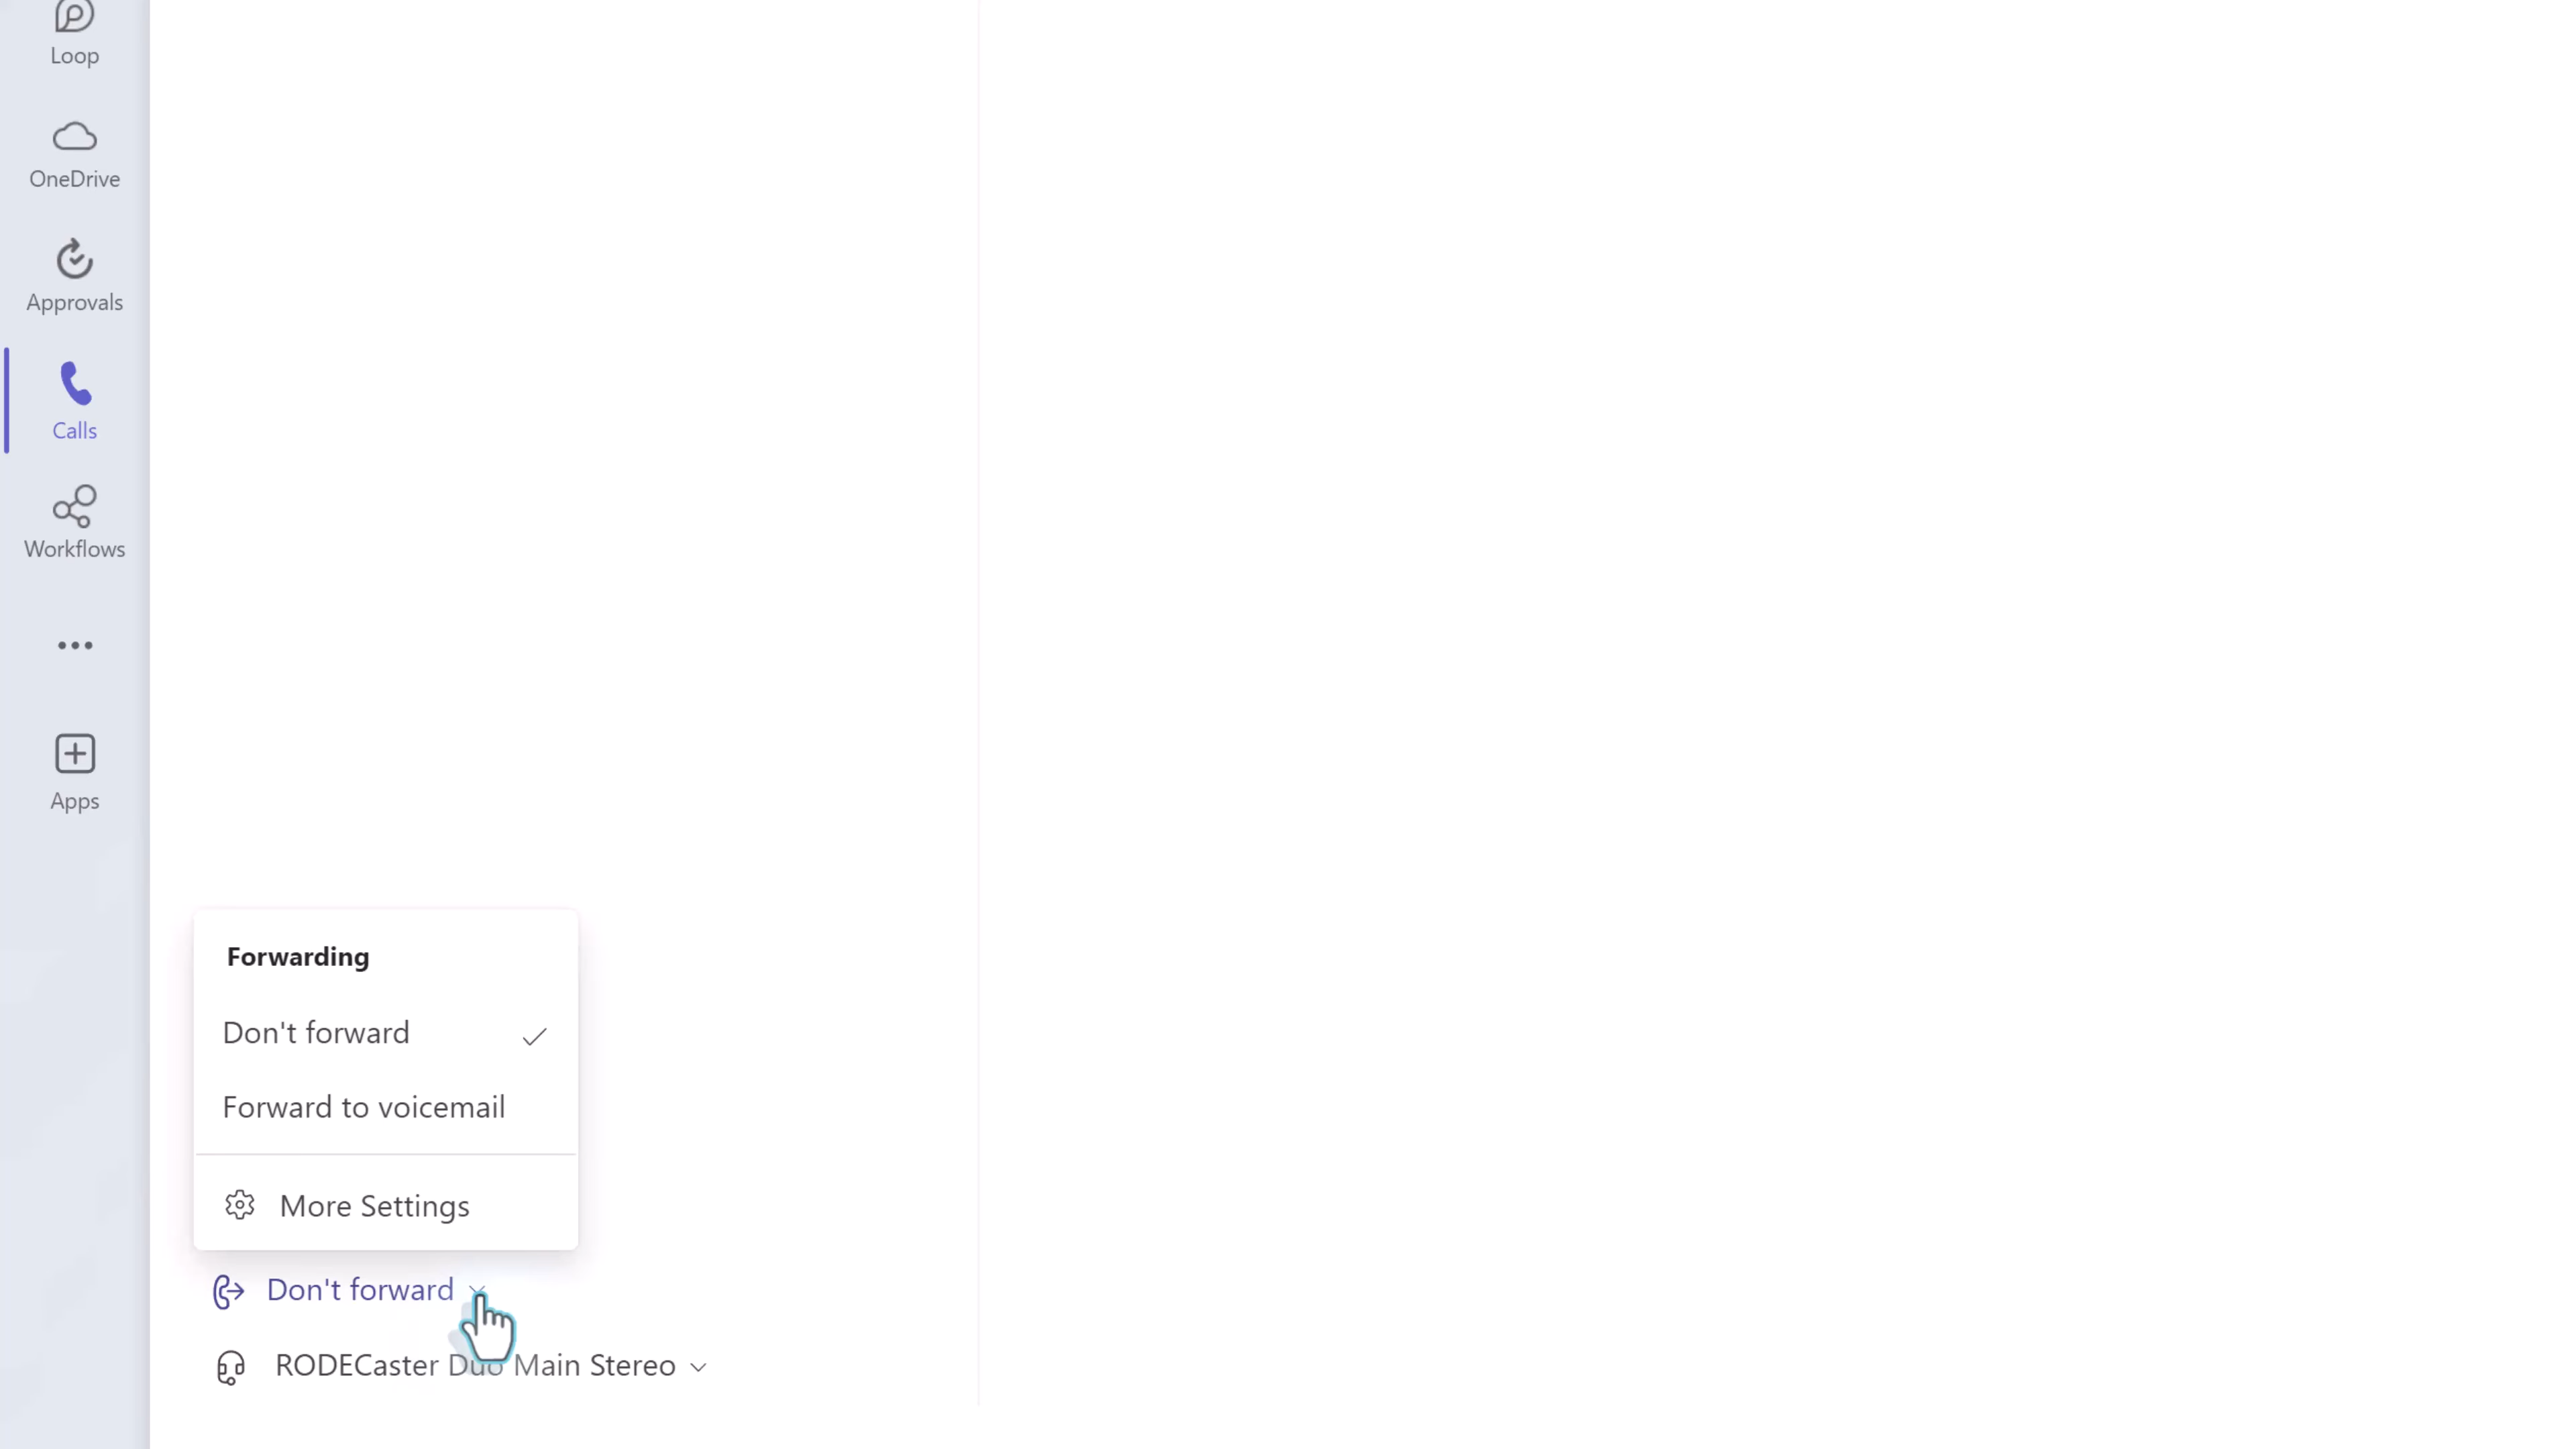 Loop
OneDrive
Approvals
Calls
Workflows
Apps
Forwarding
Don't forward
Forward to voicemail
More Settings
Don't forward
RODECaster Duo Main Stereo